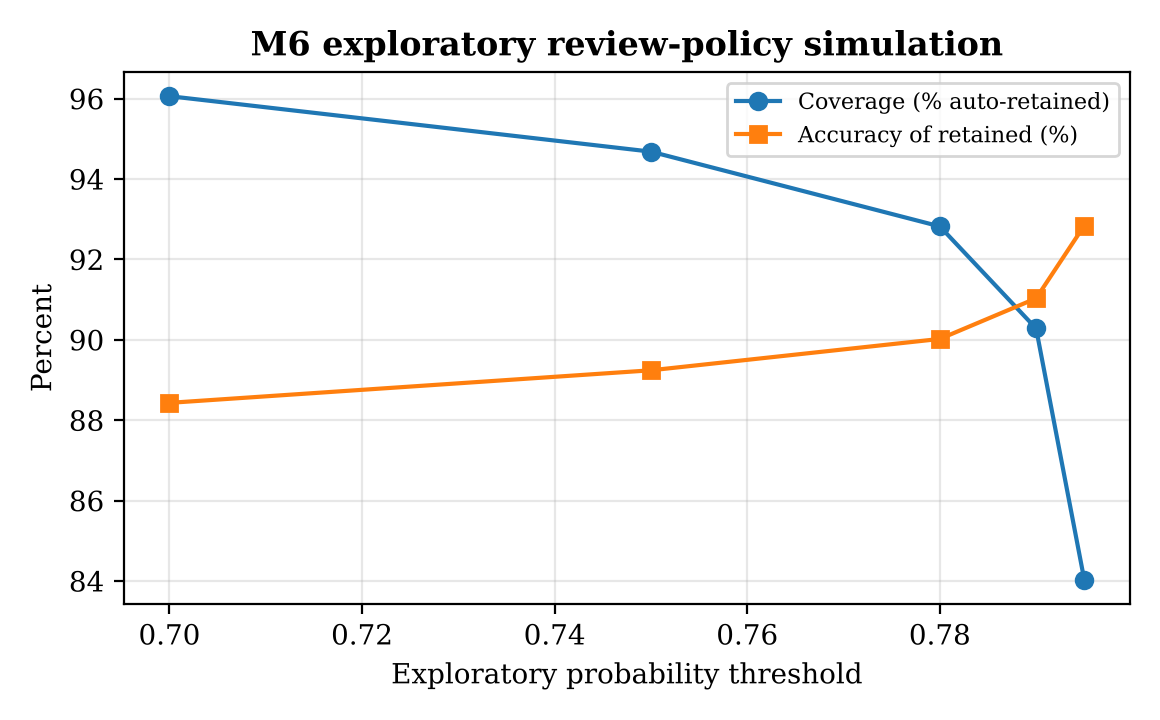 M6 exploratory review-policy simulation
Coverage (% auto-retained)
Accuracy of retained (%)
Percent
96
94
92
90
88
86
84
0.70 0.72 0.74 0.76 0.78
Exploratory probability threshold